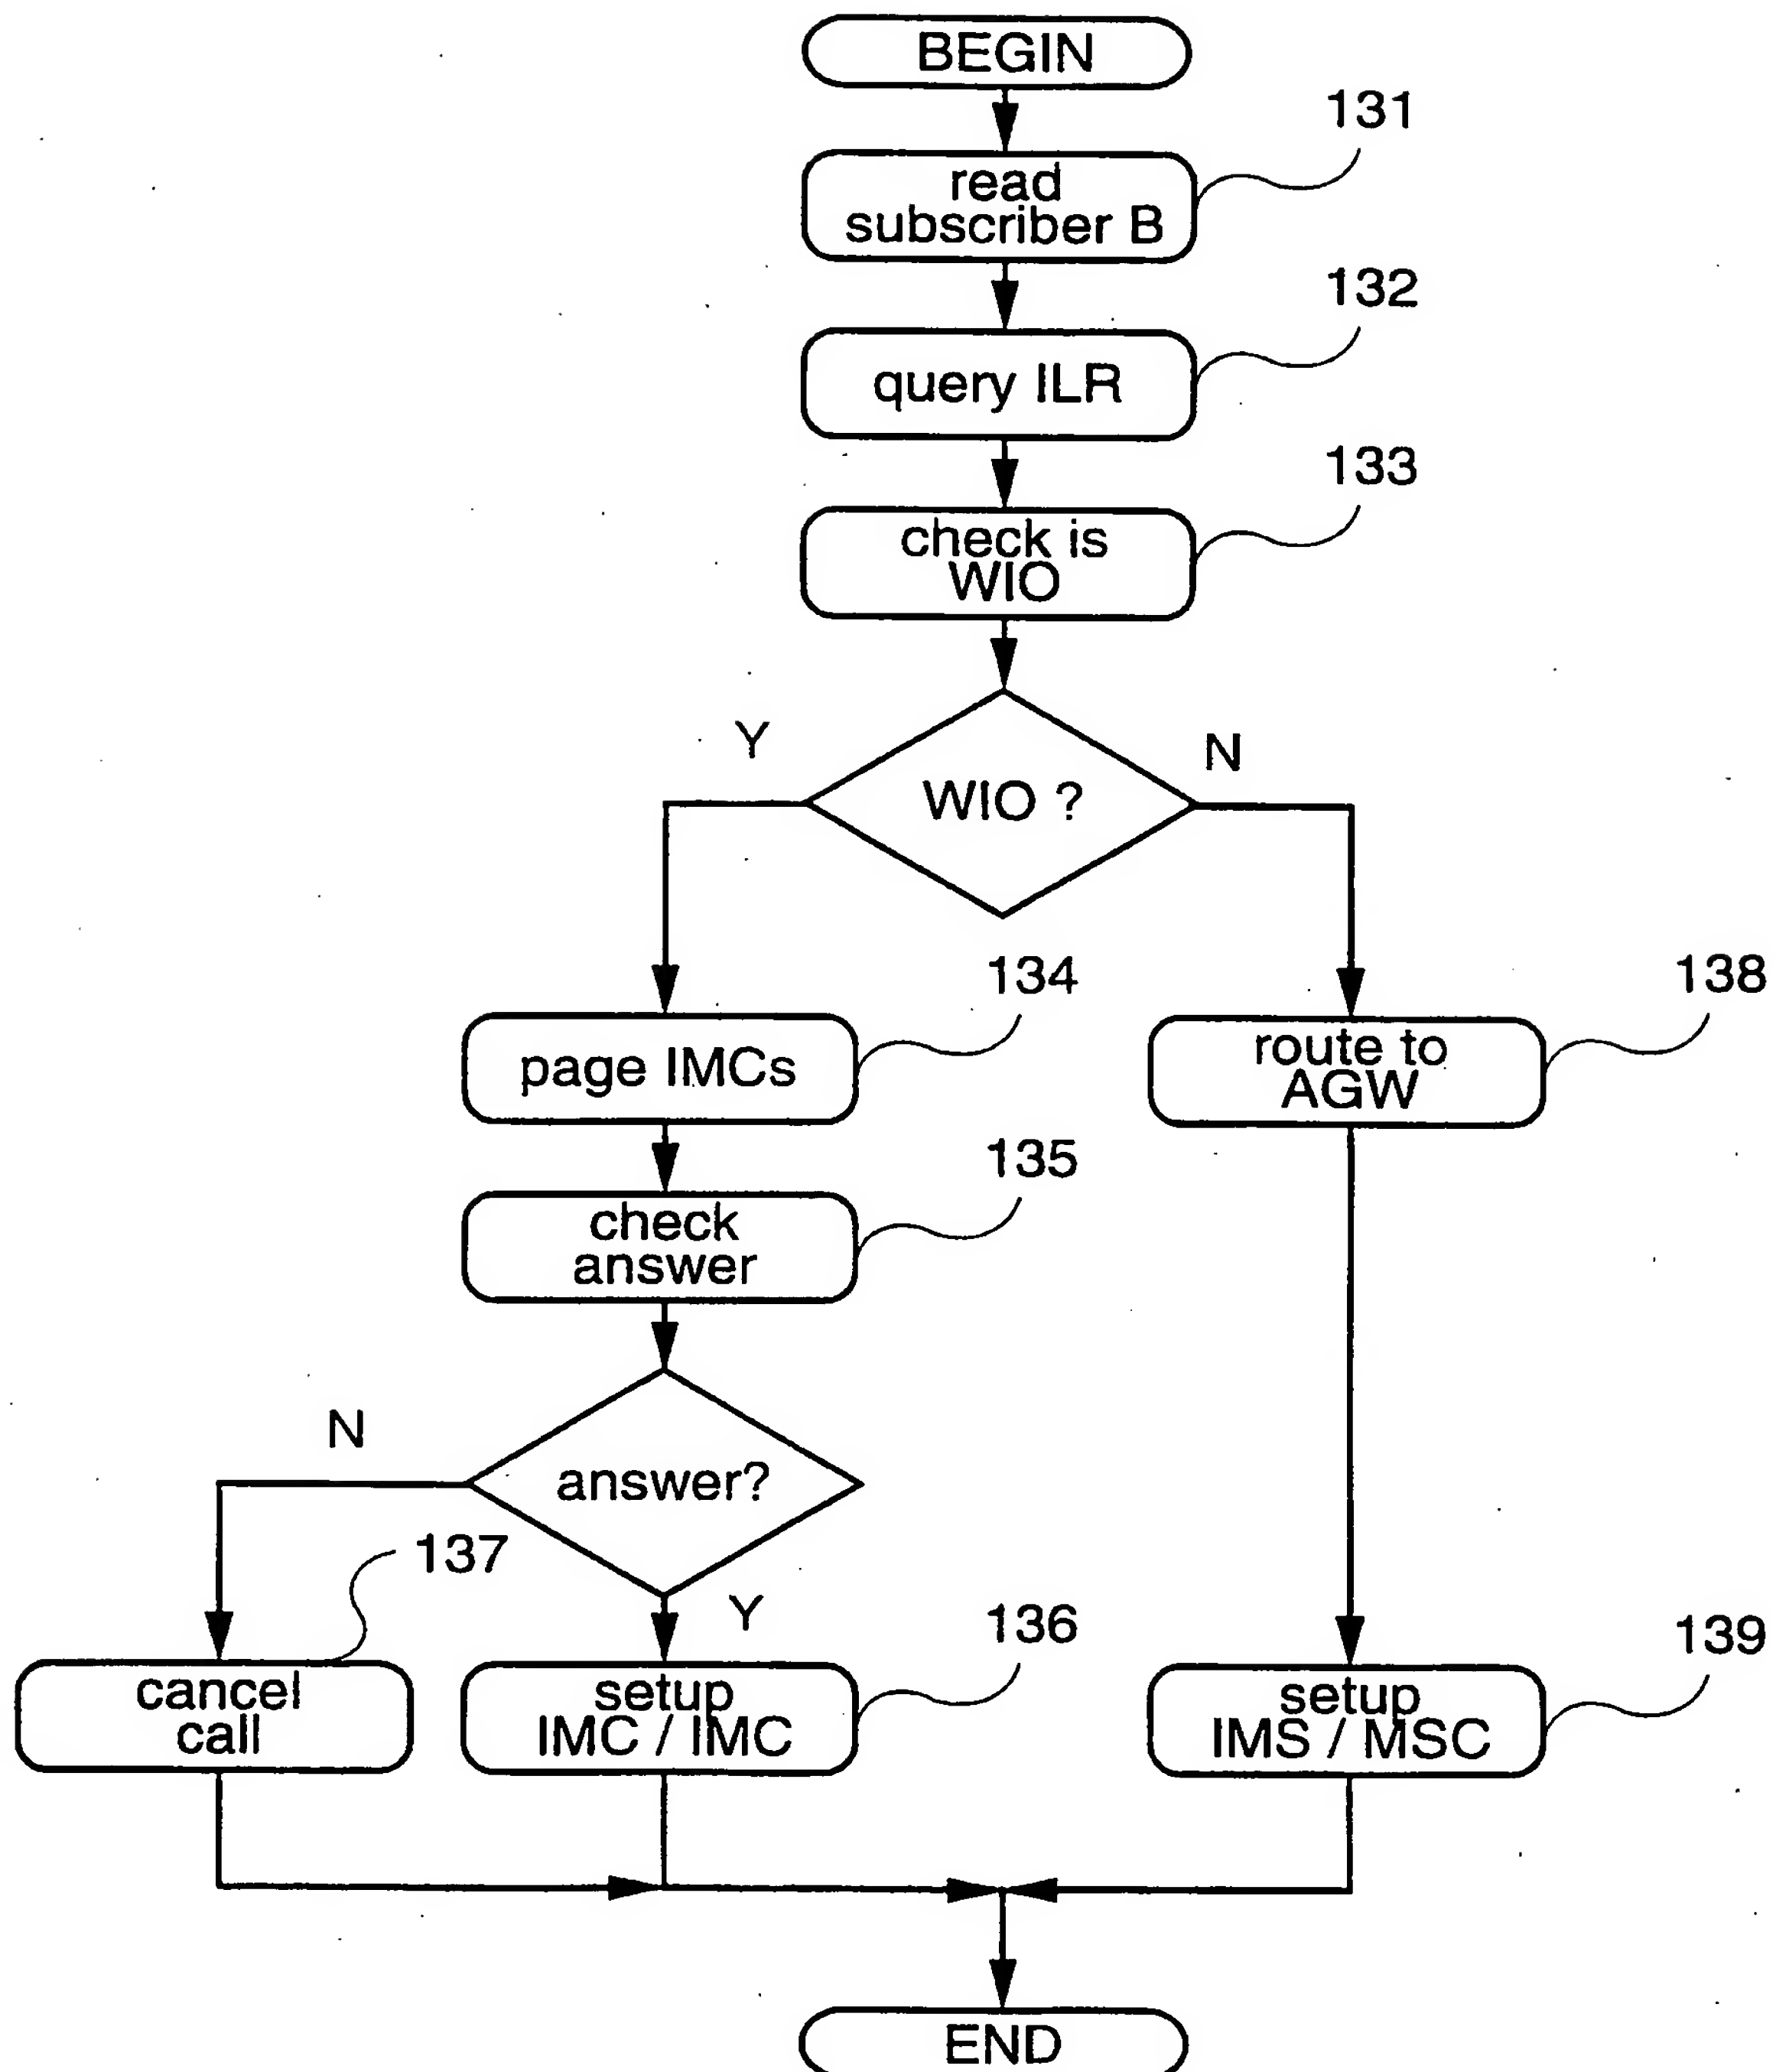 BEGIN
131
read
subscriber B
132
query ILR
133
check is
WIO
Y
N
WIO ?
134
138
page IMCs
route to
AGW
135
check
answer
N
answer?
137
Y
136
139
cancel
call
setup
IMC / IMC
setup
IMS / MSC
END